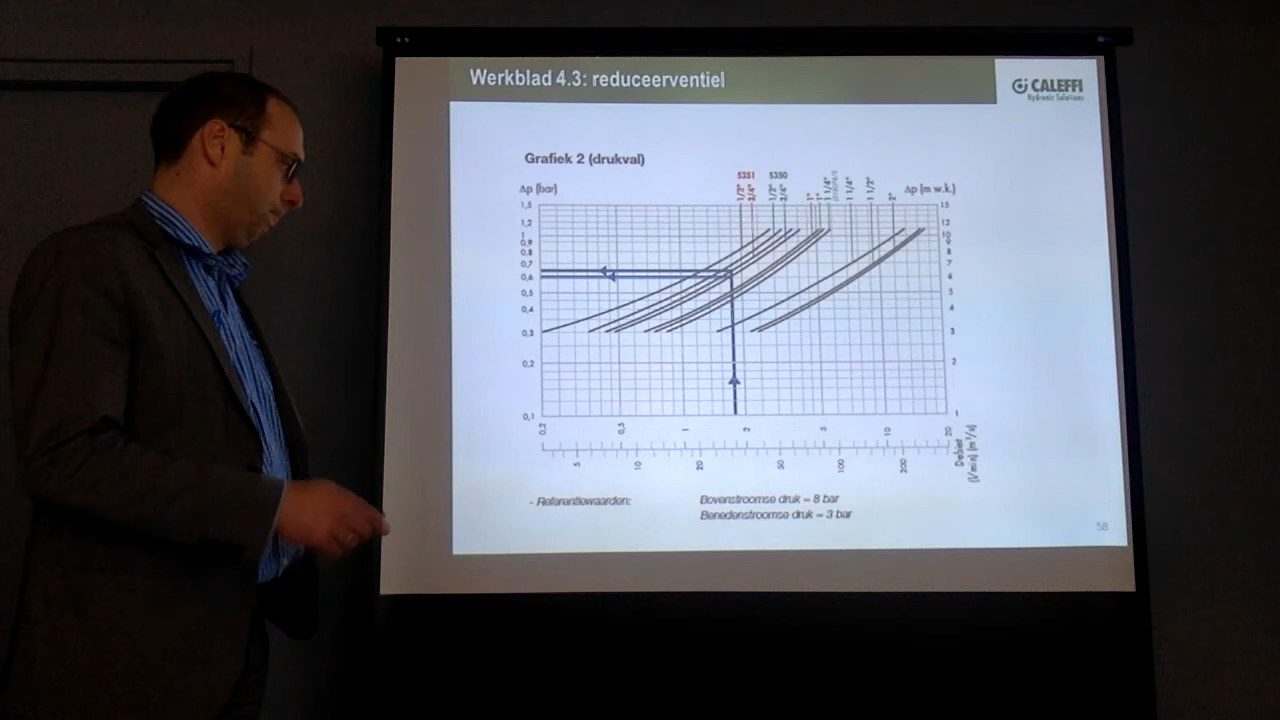 Werkblad 4.3: reduceerventiel
CALEFFI
Hydronic Solutions
Grafiek 2 (drukval)
5351 5350
1/2" 3/4" 1/2" 3/4" 1" 1" 1 1/4" 1 1/4" 1 1/2" 2"
Δp (bar)
Δp (m w.k.)
1,5 15
1,2 12
1 10
0,9 9
0,8 8
0,7 7
0,6 6
0,5 5
0,4 4
0,3 3
0,2 2
0,1 1
0,2 0,5 1 2 5 10 20
5 10 20 50 100 200
Debiet
(l/min) (m³/u)
- Referentiewaarden:
Bovenstroomse druk = 8 bar
Benedenstroomse druk = 3 bar
58